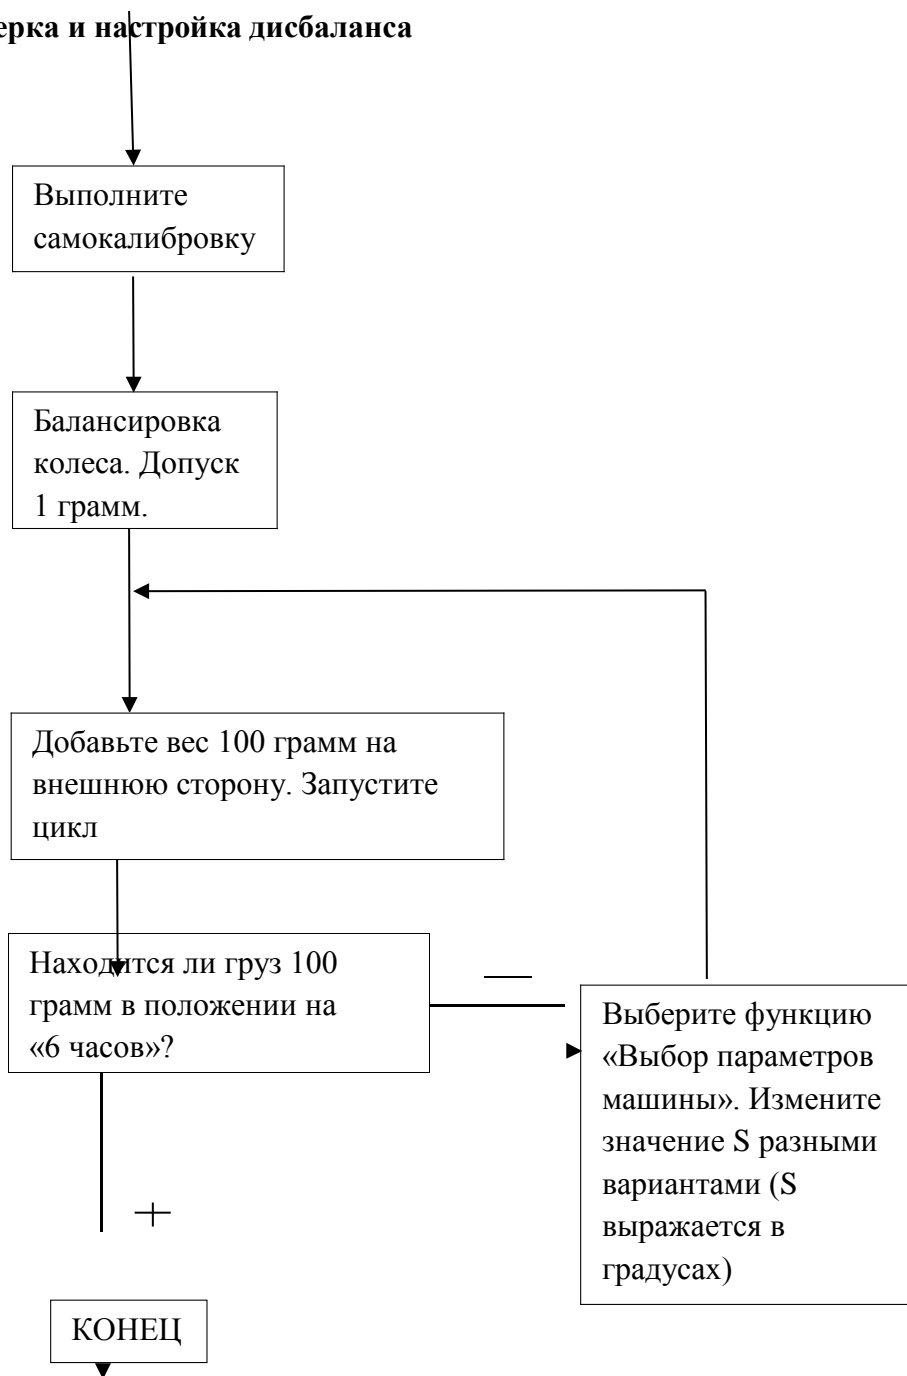 ерка и настройка дисбаланса
Выполните
самокалибровку
Балансировка
колеса. Допуск
1 грамм.
Добавьте вес 100 грамм на
внешнюю сторону. Запустите
цикл
Находится ли груз 100
грамм в положении на
«6 часов»?
—
Выберите функцию
«Выбор параметров
машины». Измените
значение S разными
вариантами (S
выражается в
градусах)
+
КОНЕЦ